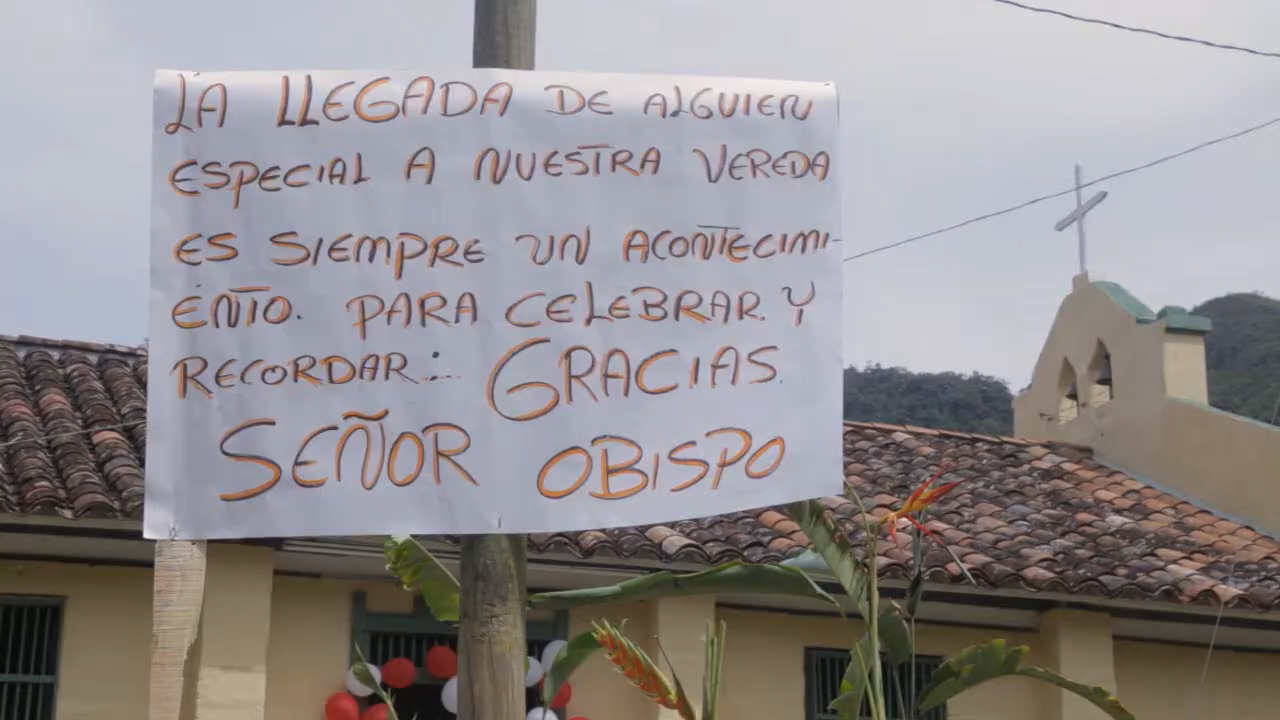 LA LLEGADA DE ALGUIEN
ESPECIAL A NUESTRA VEREDA
ES SIEMPRE UN ACONTECIMI-
ENTO. PARA CELEBRAR. Y
RECORDAR... GRACIAS.
SEÑOR OBISPO